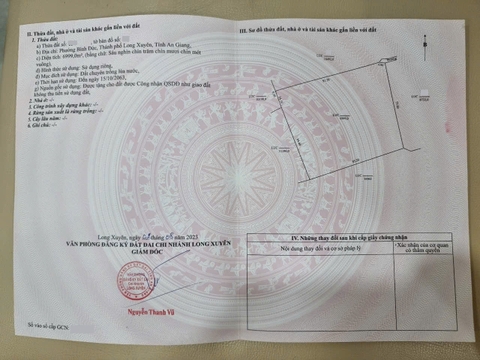 II. Thửa đất, nhà ở và tài sản khác gắn liền với đất
1. Thửa đất:
a) Thửa đất số: , tờ bản đồ số:
b) Địa chỉ: Phường Bình Đức, Thành phố Long Xuyên, Tỉnh An Giang
c) Diện tích: 6999,0m² (bằng chữ: Sáu nghìn chín trăm chín mươi chín mét
vuông)
d) Hình thức sử dụng: Sử dụng riêng
đ) Mục đích sử dụng: Đất chuyên trồng lúa nước
e) Thời hạn sử dụng: Đến ngày 15/10/2063
g) Nguồn gốc sử dụng: Được tặng cho đất được Công nhận QSDĐ như giao đất
không thu tiền sử dụng đất
2. Nhà ở: -/-
3. Công trình xây dựng khác: -/-
4. Rừng sản xuất là rừng trồng: -/-
5. Cây lâu năm: -/-
6. Ghi chú: -/-
Long Xuyên, ngày tháng 05 năm 2023
VĂN PHÒNG ĐĂNG KÝ ĐẤT ĐAI CHI NHÁNH LONG XUYÊN
GIÁM ĐỐC
Nguyễn Thanh Vũ
Số vào sổ cấp GCN
III. Sơ đồ thửa đất, nhà ở và tài sản khác gắn liền với đất
IV. Những thay đổi sau khi cấp giấy chứng nhận
Nội dung thay đổi và cơ sở pháp lý
Xác nhận của cơ quan
có thẩm quyền